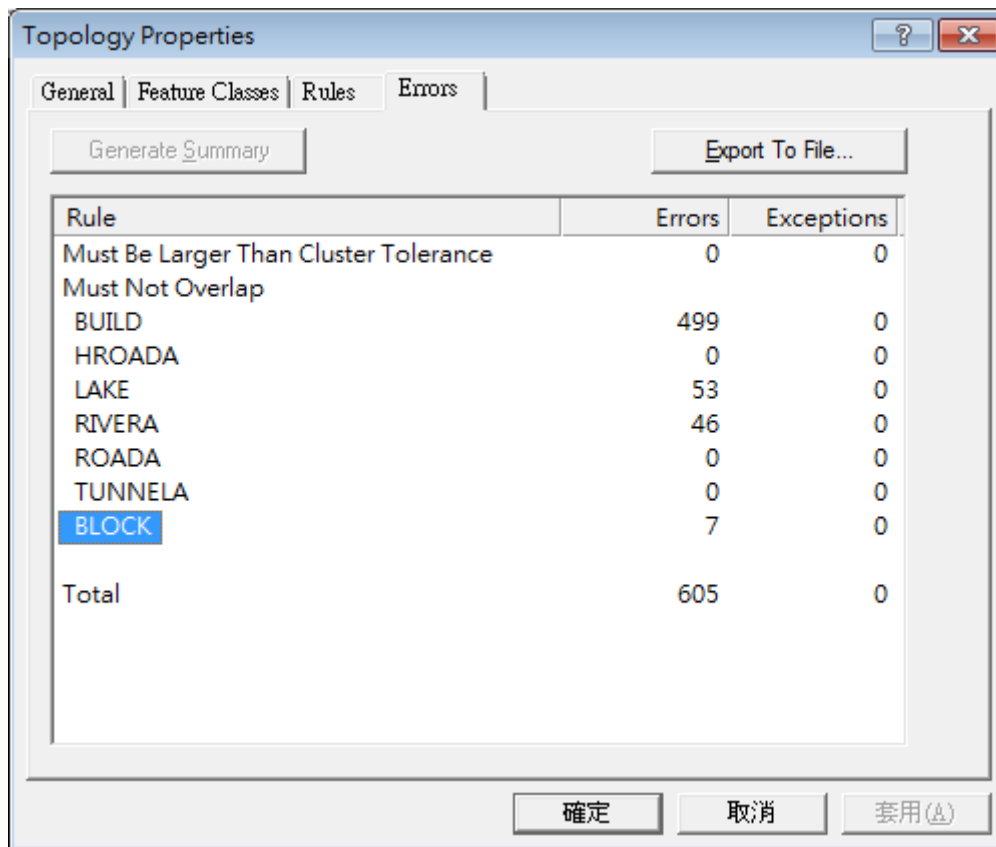 Topology Properties
General Feature Classes Rules Errors
Generate Summary Export To File...
Rule Errors Exceptions
Must Be Larger Than Cluster Tolerance 0 0
Must Not Overlap
BUILD 499 0
HROADA 0 0
LAKE 53 0
RIVERA 46 0
ROADA 0 0
TUNNELA 0 0
BLOCK 7 0
Total 605 0
確定 取消 套用(A)